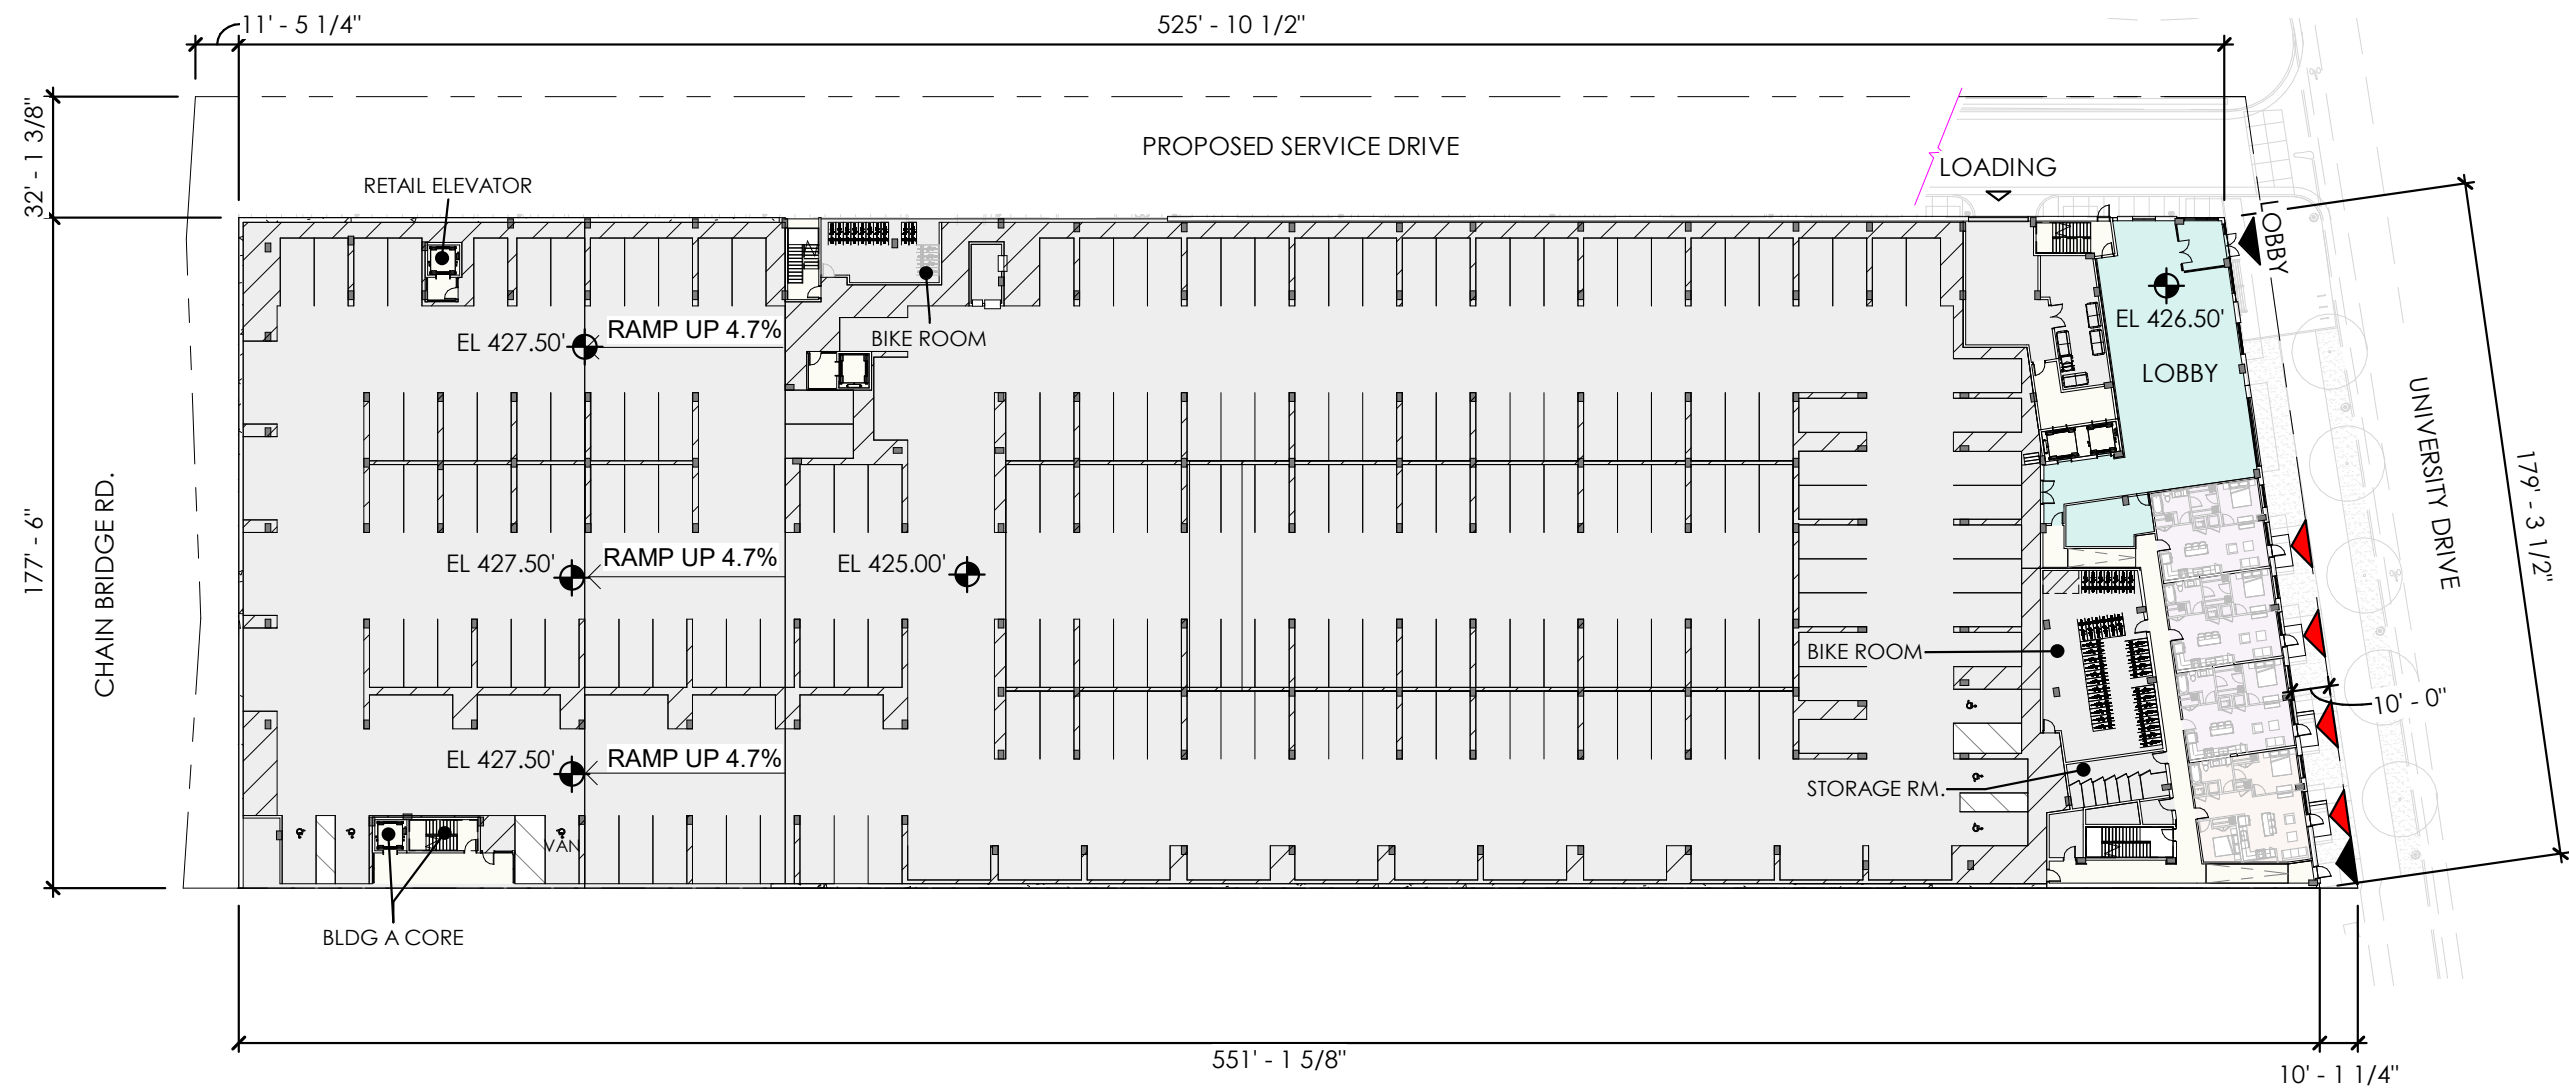 11' - 5 1/4"
525' - 10 1/2"
32' - 1 3/8"
PROPOSED SERVICE DRIVE
LOADING
RETAIL ELEVATOR
LOBBY
EL 427.50'
RAMP UP 4.7%
BIKE ROOM
EL 426.50'
LOBBY
UNIVERSITY DRIVE
179' - 3 1/2"
177' - 6"
CHAIN BRIDGE RD.
EL 427.50'
RAMP UP 4.7%
EL 425.00'
BIKE ROOM
10' - 0"
EL 427.50'
RAMP UP 4.7%
STORAGE RM.
VAN
BLDG A CORE
551' - 1 5/8"
10' - 1 1/4"